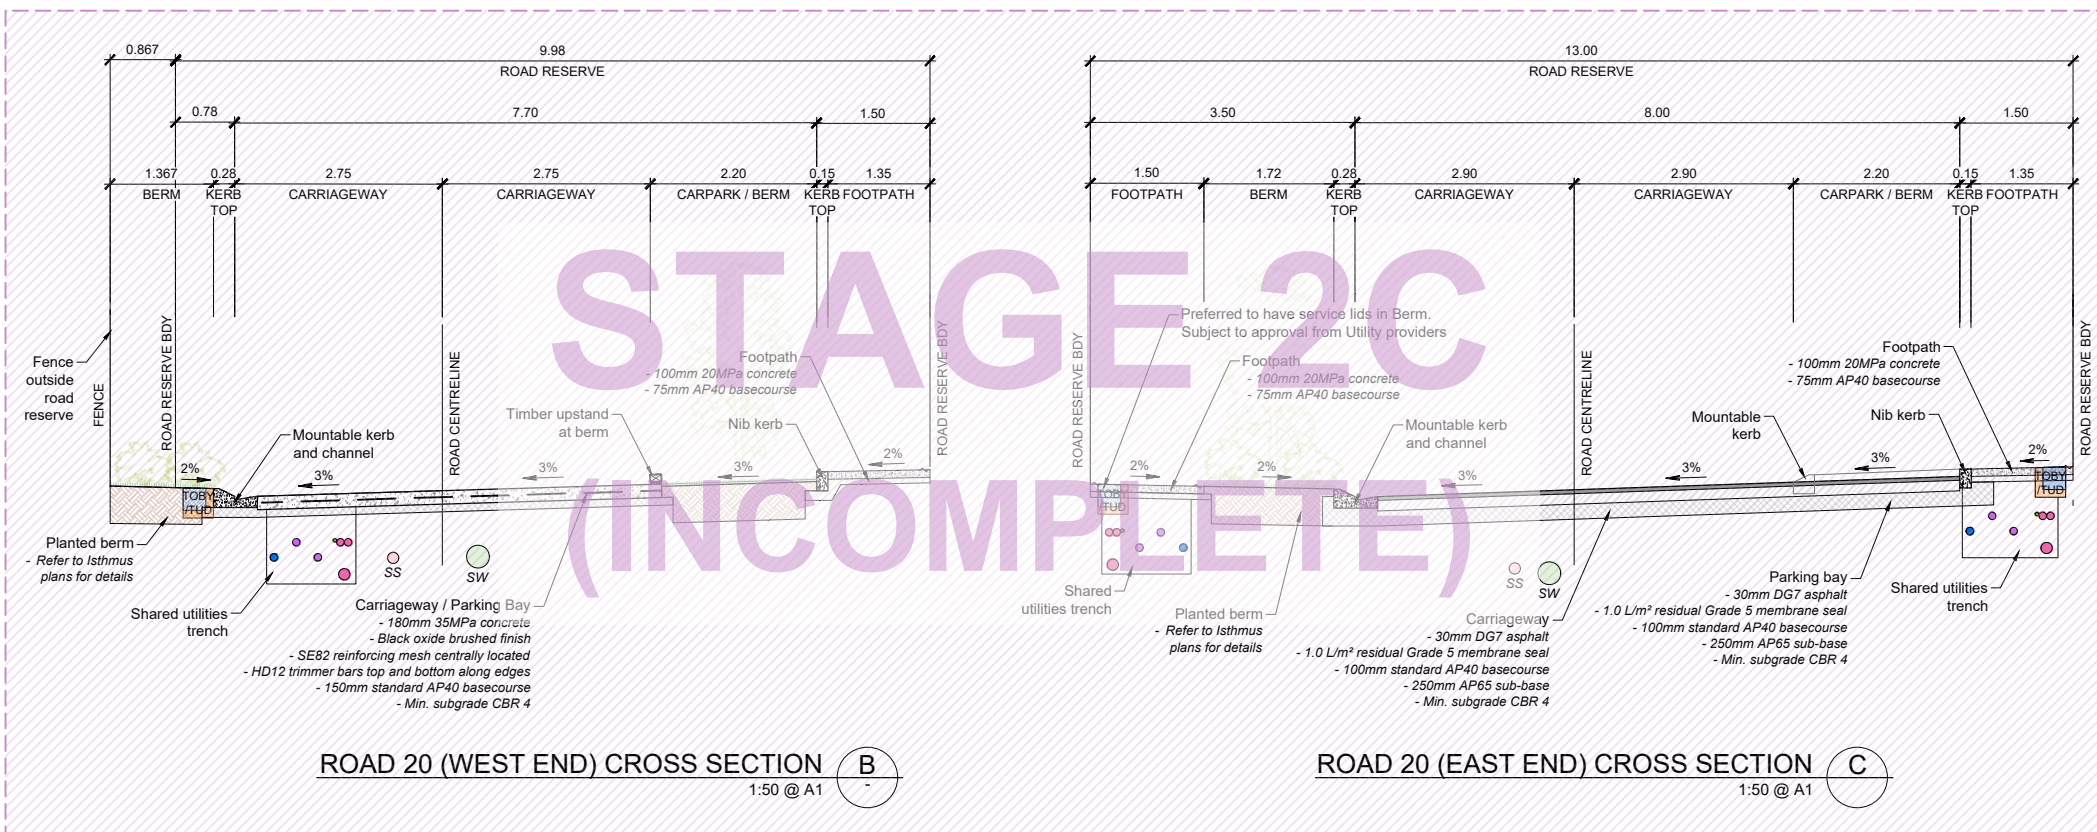 0.867
9.98
ROAD RESERVE
0.78
7.70
1.50
1.367
0.28
2.75
2.75
2.20
0.15
1.35
BERM
KERB
TOP
CARRIAGEWAY
CARRIAGEWAY
CARPARK / BERM
KERB
TOP
FOOTPATH
ROAD RESERVE BDY
Fence
outside
road
reserve
FENCE
ROAD CENTRELINE
ROAD RESERVE BDY
Footpath
- 100mm 20MPa concrete
- 75mm AP40 basecourse
Timber upstand
at berm
Nib kerb
Mountable kerb
and channel
2%
3%
3%
3%
2%
TOBY
/TUD
Planted berm
- Refer to Isthmus
plans for details
SS
SW
Shared utilities
trench
Carriageway / Parking Bay
- 180mm 35MPa concrete
- Black oxide brushed finish
- SE82 reinforcing mesh centrally located
- HD12 trimmer bars top and bottom along edges
- 150mm standard AP40 basecourse
- Min. subgrade CBR 4
ROAD 20 (WEST END) CROSS SECTION
1:50 @ A1
B
-
STAGE 2C
(INCOMPLETE)
13.00
ROAD RESERVE
3.50
8.00
1.50
1.50
1.72
0.28
2.90
2.90
2.20
0.15
1.35
FOOTPATH
BERM
KERB
TOP
CARRIAGEWAY
CARRIAGEWAY
CARPARK / BERM
KERB
TOP
FOOTPATH
ROAD RESERVE BDY
Preferred to have service lids in Berm.
Subject to approval from Utility providers
Footpath
- 100mm 20MPa concrete
- 75mm AP40 basecourse
Mountable kerb
and channel
ROAD CENTRELINE
Footpath
- 100mm 20MPa concrete
- 75mm AP40 basecourse
Mountable
kerb
Nib kerb
ROAD RESERVE BDY
2%
2%
3%
3%
3%
2%
TOBY
/TUD
TOBY
/TUD
Shared
utilities trench
Planted berm
- Refer to Isthmus
plans for details
SS
SW
Carriageway
- 30mm DG7 asphalt
- 1.0 L/m² residual Grade 5 membrane seal
- 100mm standard AP40 basecourse
- 250mm AP65 sub-base
- Min. subgrade CBR 4
Parking bay
- 30mm DG7 asphalt
- 1.0 L/m² residual Grade 5 membrane seal
- 100mm standard AP40 basecourse
- 250mm AP65 sub-base
- Min. subgrade CBR 4
Shared utilities
trench
ROAD 20 (EAST END) CROSS SECTION
1:50 @ A1
C